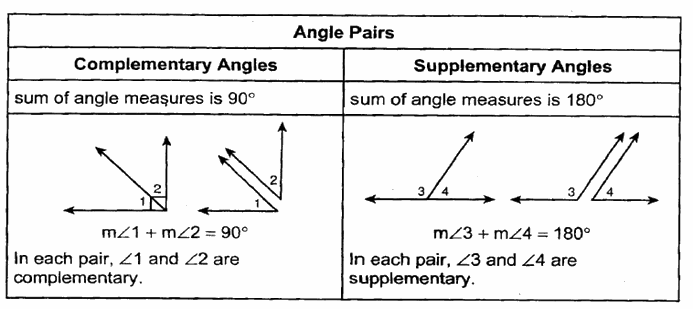 Angle Pairs
Complementary Angles
Supplementary Angles
sum of angle measures is 90°
sum of angle measures is 180°
2
1
2
1
3 4
3 4
m∠1 + m∠2 = 90°
In each pair, ∠1 and ∠2 are
complementary.
m∠3 + m∠4 = 180°
In each pair, ∠3 and ∠4 are
supplementary.